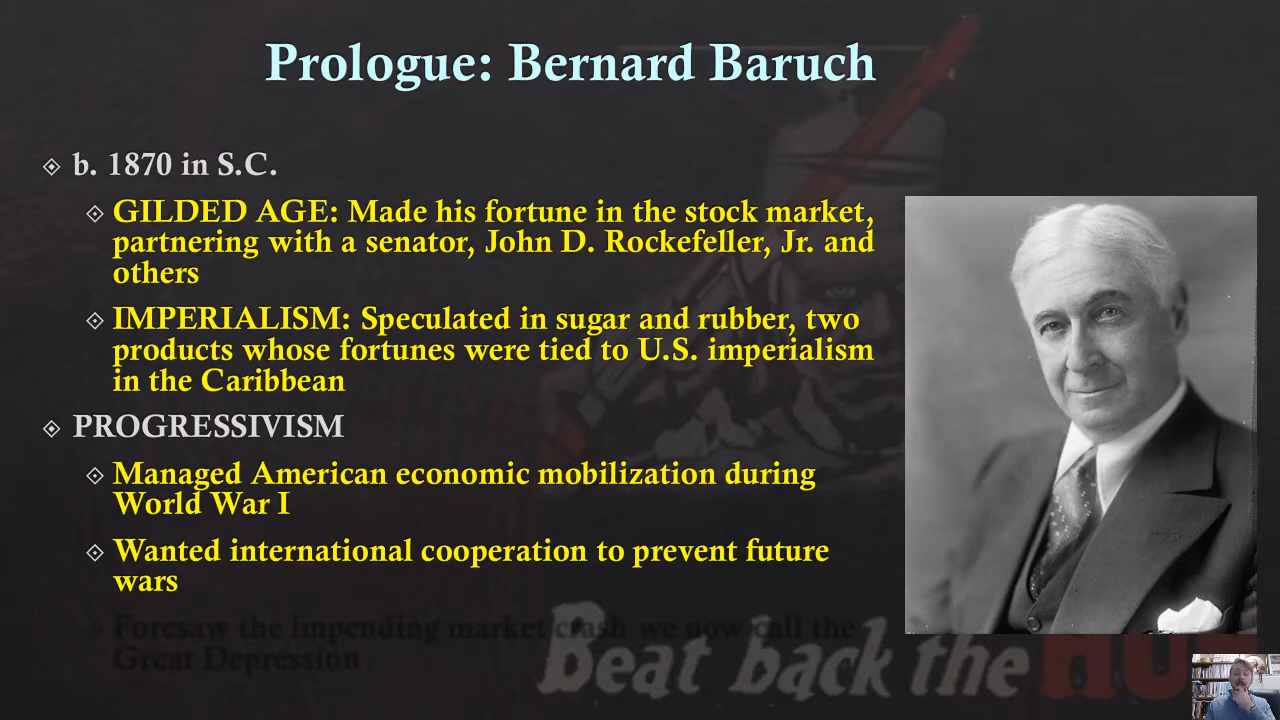 Prologue: Bernard Baruch
b. 1870 in S.C.
GILDED AGE: Made his fortune in the stock market,
partnering with a senator, John D. Rockefeller, Jr. and
others
IMPERIALISM: Speculated in sugar and rubber, two
products whose fortunes were tied to U.S. imperialism
in the Caribbean
PROGRESSIVISM
Managed American economic mobilization during
World War I
Wanted international cooperation to prevent future
wars
Foresaw the impending market crash we now call the
Great Depression
Beat back the